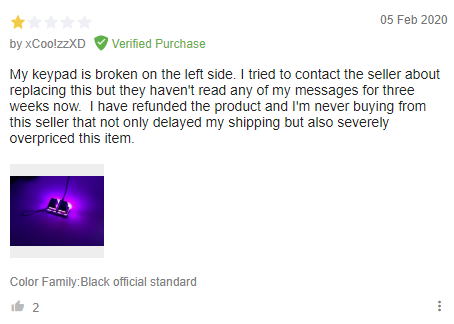 05 Feb 2020
by xCoo!zzXD Verified Purchase
My keypad is broken on the left side. I tried to contact the seller about
replacing this but they haven't read any of my messages for three
weeks now.  I have refunded the product and I'm never buying from
this seller that not only delayed my shipping but also severely
overpriced this item.
Color Family:Black official standard
2